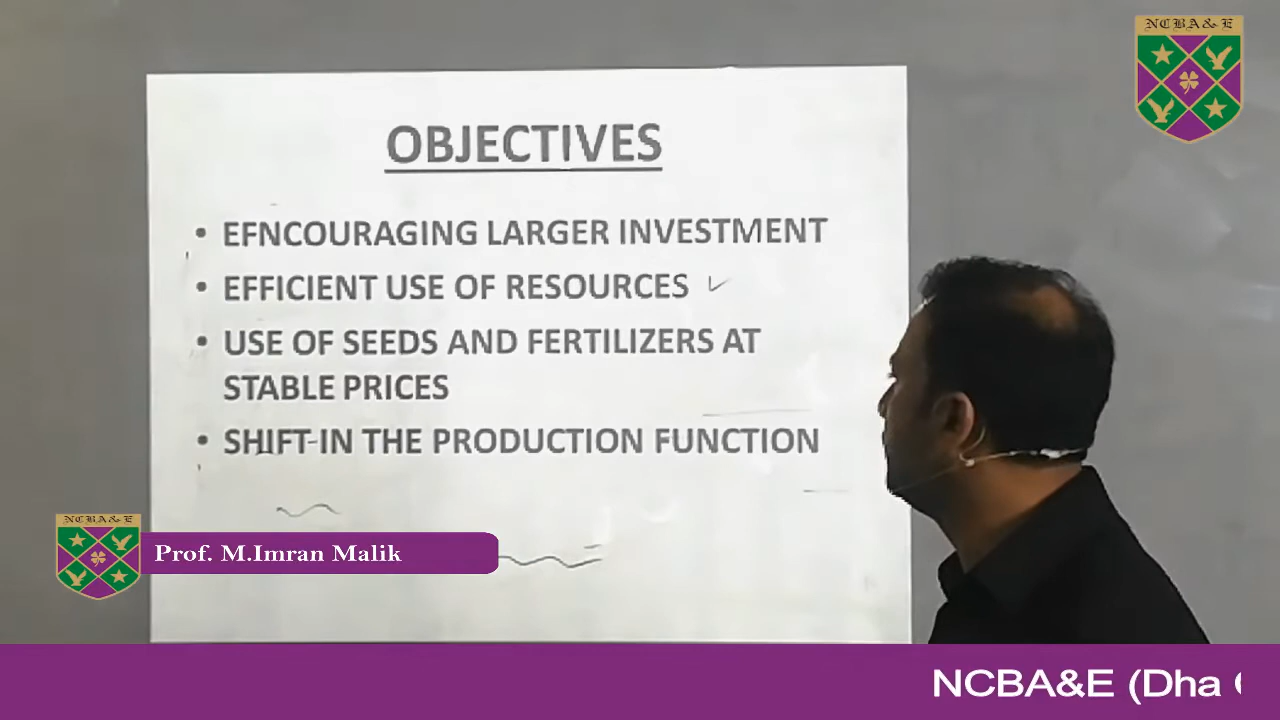 NCBA&E
OBJECTIVES
• EFNCOURAGING LARGER INVESTMENT
• EFFICIENT USE OF RESOURCES
• USE OF SEEDS AND FERTILIZERS AT
STABLE PRICES
• SHIFT IN THE PRODUCTION FUNCTION
NCBA&E
Prof. M.Imran Malik
NCBA&E (Dha